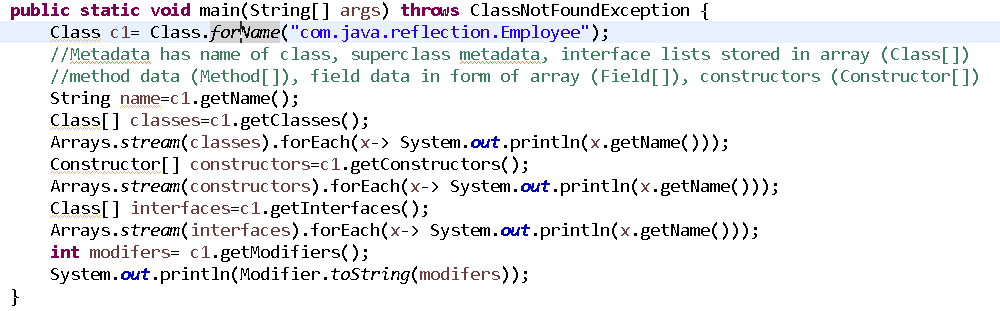 public static void main(String[] args) throws ClassNotFoundException {
Class c1= Class.forName("com.java.reflection.Employee");
//Metadata has name of class, superclass metadata, interface lists stored in array (Class[])
//method data (Method[]), field data in form of array (Field[]), constructors (Constructor[])
String name=c1.getName();
Class[] classes=c1.getClasses();
Arrays.stream(classes).forEach(x-> System.out.println(x.getName()));
Constructor[] constructors=c1.getConstructors();
Arrays.stream(constructors).forEach(x-> System.out.println(x.getName()));
Class[] interfaces=c1.getInterfaces();
Arrays.stream(interfaces).forEach(x-> System.out.println(x.getName()));
int modifers= c1.getModifiers();
System.out.println(Modifier.toString(modifers));
}